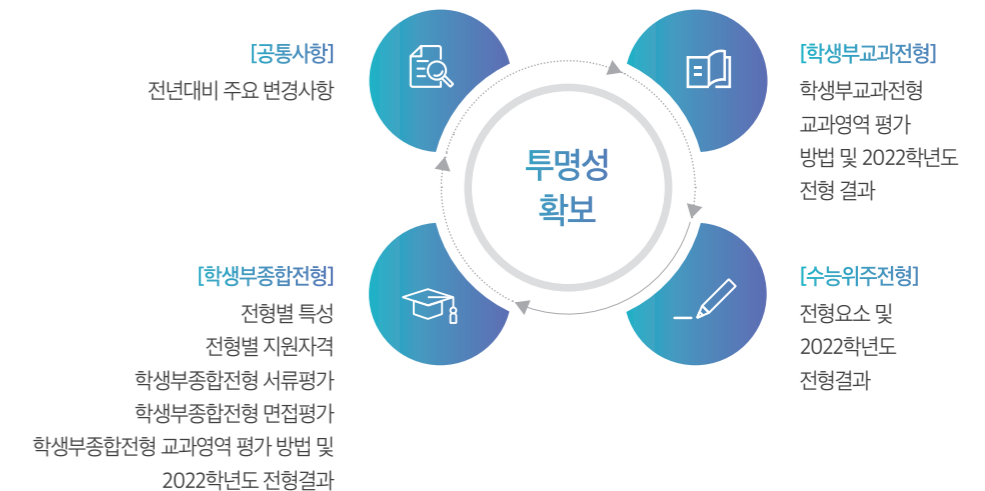 [공통사항]
전년대비 주요 변경사항
[학생부교과전형]
학생부교과전형
교과영역 평가
방법 및 2022학년도
전형 결과
투명성
확보
[학생부종합전형]
전형별 특성
전형별 지원자격
학생부종합전형 서류평가
학생부종합전형 면접평가
학생부종합전형 교과영역 평가 방법 및
2022학년도 전형결과
[수능위주전형]
전형요소 및
2022학년도
전형결과